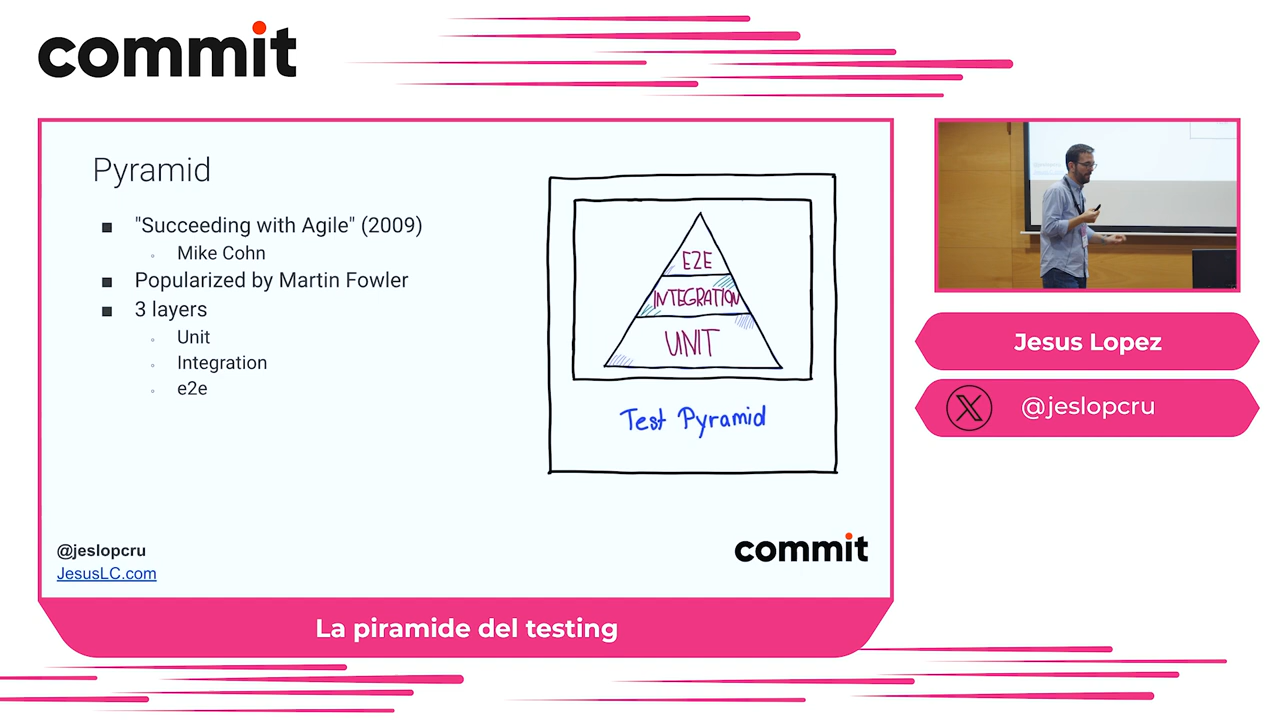 commit
Pyramid
"Succeeding with Agile" (2009)
Mike Cohn
Popularized by Martin Fowler
3 layers
Unit
Integration
e2e
E2E
INTEGRATION
UNIT
Test Pyramid
@jeslopcru
JesusLC.com
commit
La piramide del testing
Jesus Lopez
@jeslopcru